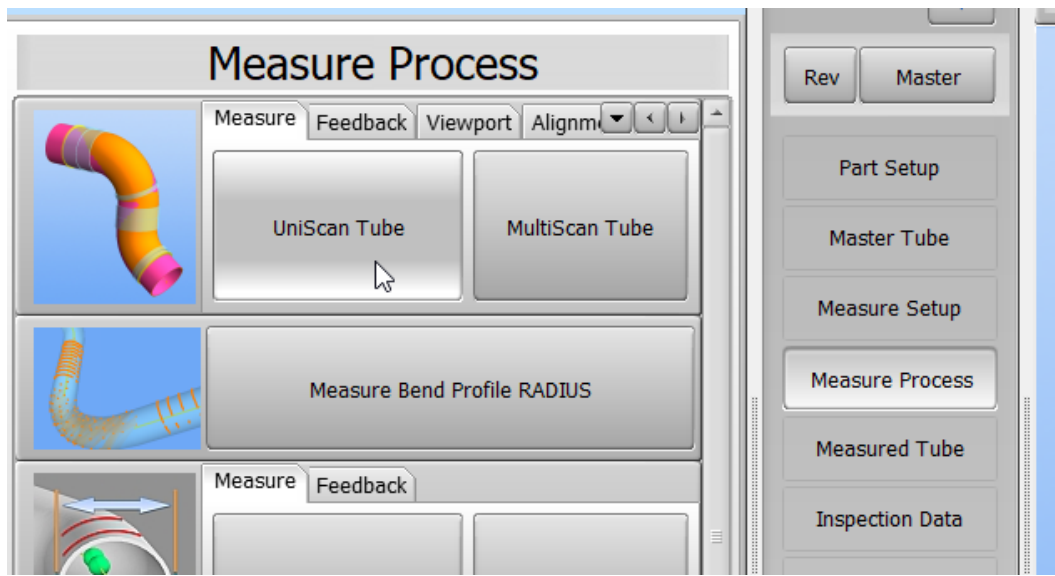 Measure Process
Measure Feedback Viewport
UniScan Tube
MultiScan Tube
Measure Bend Profile RADIUS
Measure Feedback
Rev Master
Part Setup
Master Tube
Measure Setup
Measure Process
Measured Tube
Inspection Data